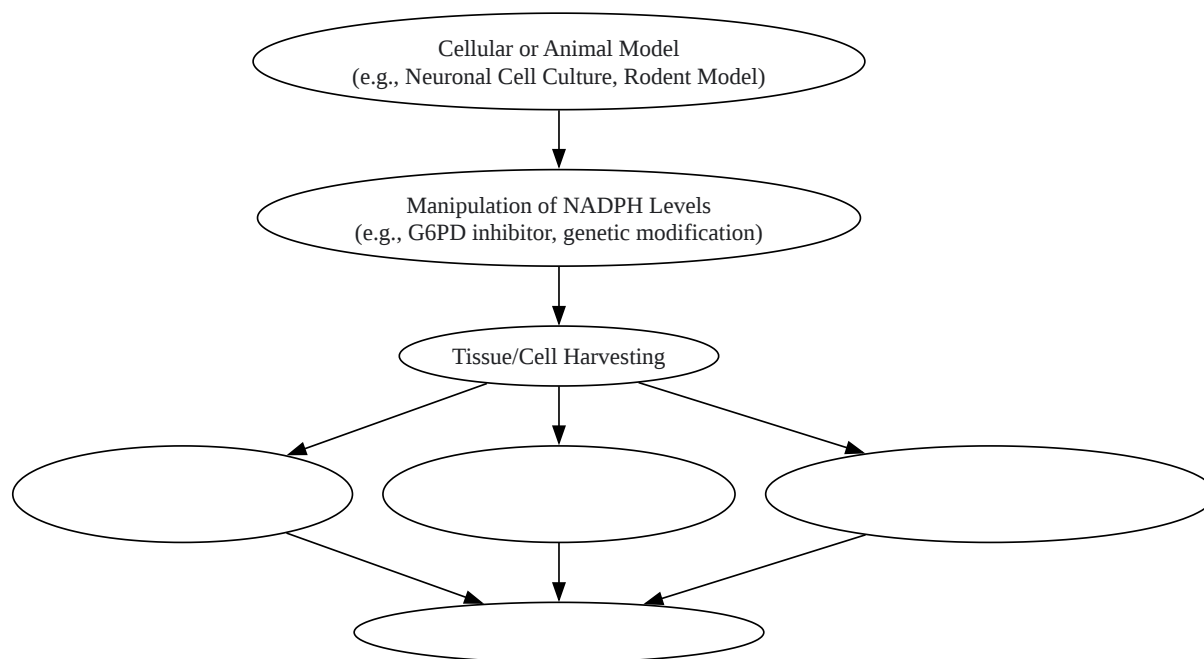 Cellular or Animal Model
(e.g., Neuronal Cell Culture, Rodent Model)
Manipulation of NADPH Levels
(e.g., G6PD inhibitor, genetic modification)
Tissue/Cell Harvesting